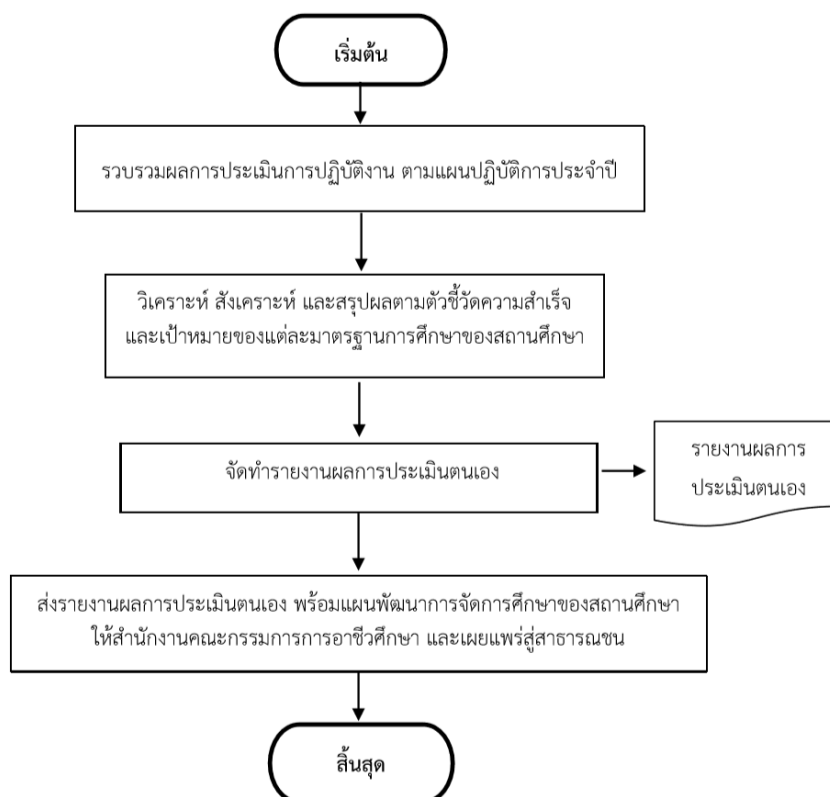 เริ่มต้น
รวบรวมผลการประเมินการปฏิบัติงาน ตามแผนปฏิบัติการประจำปี
วิเคราะห์ สังเคราะห์ และสรุปผลตามตัวชี้วัดความสำเร็จ
และเป้าหมายของแต่ละมาตรฐานการศึกษาของสถานศึกษา
จัดทำรายงานผลการประเมินตนเอง
รายงานผลการ
ประเมินตนเอง
ส่งรายงานผลการประเมินตนเอง พร้อมแผนพัฒนาการจัดการศึกษาของสถานศึกษา
ให้สำนักงานคณะกรรมการการอาชีวศึกษา และเผยแพร่สู่สาธารณชน
สิ้นสุด